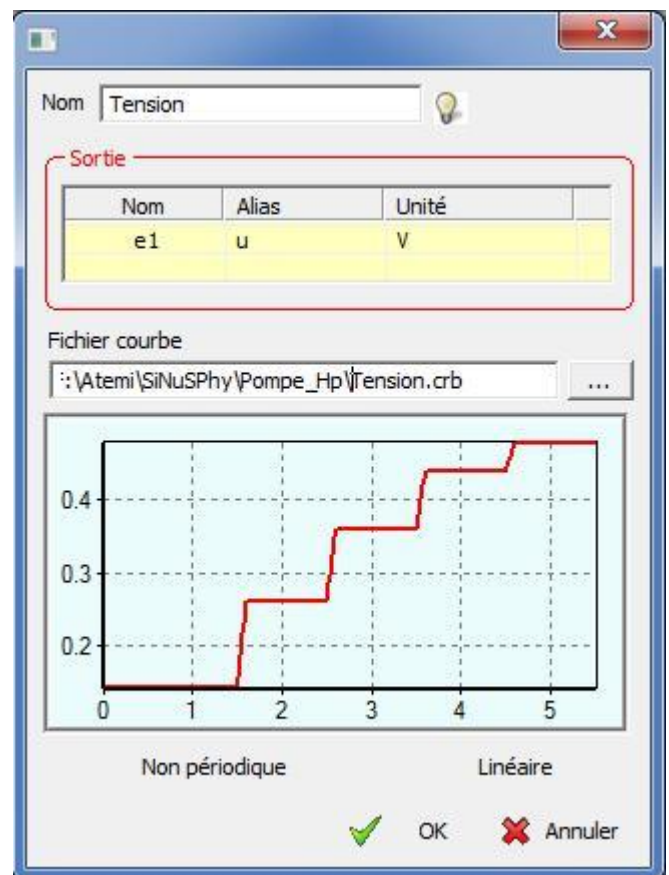 Nom Tension
Sortie
Nom Alias Unité
e1 u V
Fichier courbe
:\Atemi\SiNuSPhy\Pompe_Hp\Tension.crb ...
0.4
0.3
0.2
0 1 2 3 4 5
Non périodique Linéaire
OK Annuler